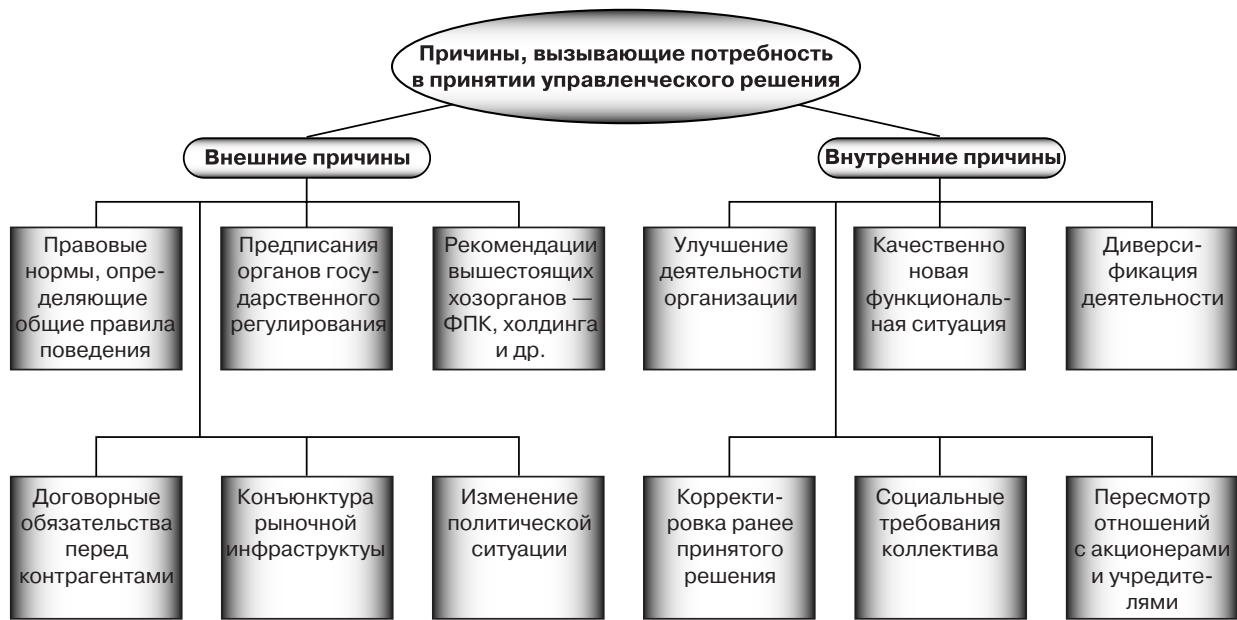 Причины, вызывающие потребность
в принятии управленческого решения
Внешние причины
Внутренние причины
Правовые
нормы, опре-
деляющие
общие правила
поведения
Предписания
органов госу-
дарственного
регулирования
Рекомендации
вышестоящих
хозорганов —
ФПК, холдинга
и др.
Улучшение
деятельности
организации
Качественно
новая
функциональ-
ная ситуация
Диверси-
фикация
деятельности
Договорные
обязательства
перед
контрагентами
Конъюнктура
рыночной
инфраструктуы
Изменение
политической
ситуации
Корректи-
ровка ранее
принятого
решения
Социальные
требования
коллектива
Пересмотр
отношений
с акционерами
и учредите-
лями